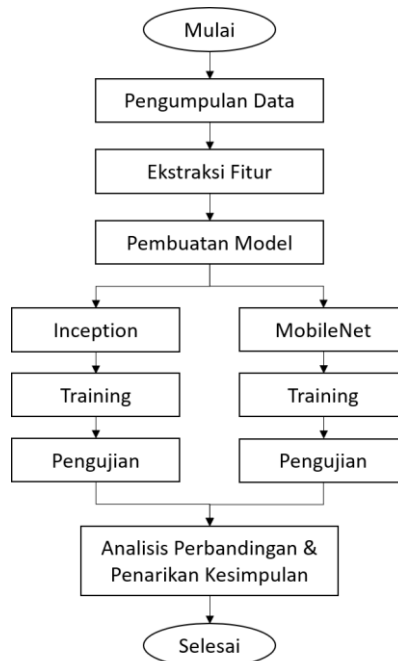 Mulai
Pengumpulan Data
Ekstraksi Fitur
Pembuatan Model
Inception
MobileNet
Training
Training
Pengujian
Pengujian
Analisis Perbandingan &
Penarikan Kesimpulan
Selesai